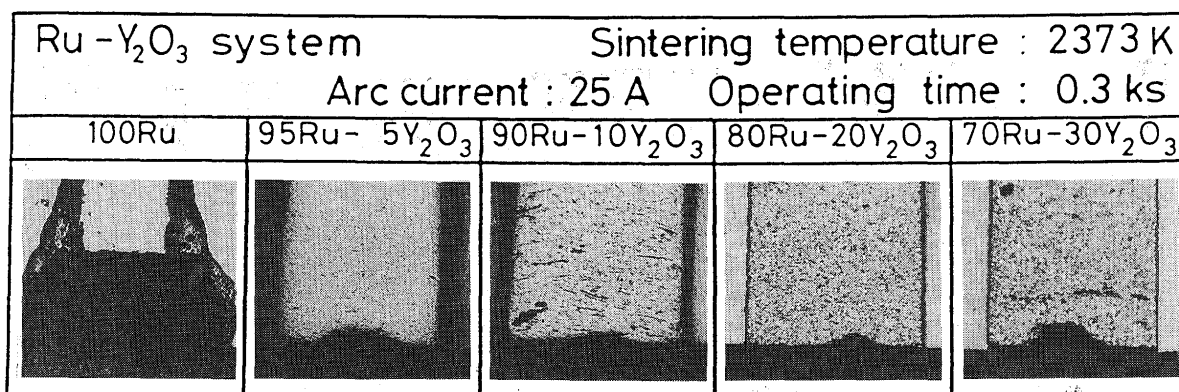 Ru-Y₂O₃ system Sintering temperature : 2373 K
Arc current : 25 A Operating time : 0.3 ks
100Ru 95Ru- 5Y₂O₃ 90Ru-10Y₂O₃ 80Ru-20Y₂O₃ 70Ru-30Y₂O₃